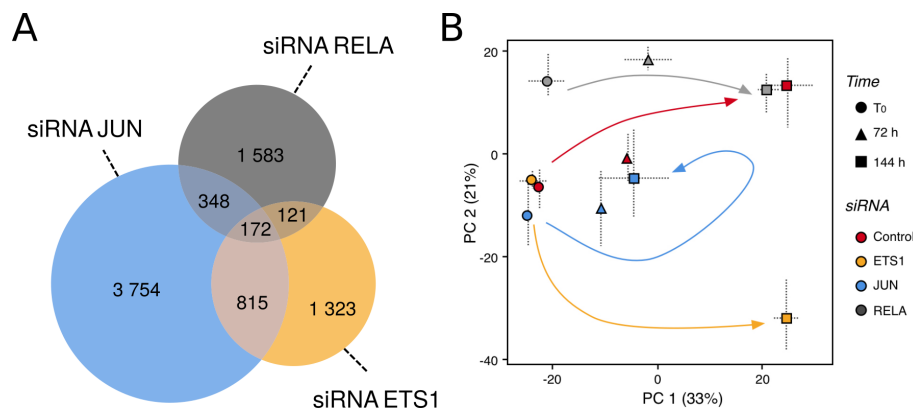 A
siRNA RELA
siRNA JUN
1 583
348
121
172
3 754
815
1 323
siRNA ETS1
B
20
0
-20
-40
PC 2 (21%)
-20
0
20
PC 1 (33%)
Time
T0
72 h
144 h
siRNA
Control
ETS1
JUN
RELA